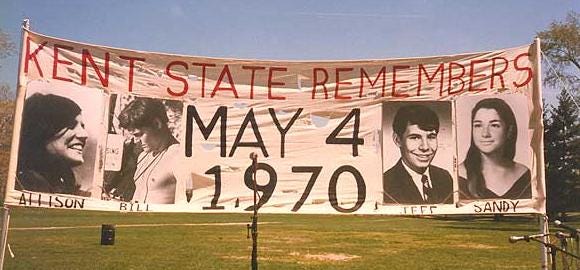 KENT STATE REMEMBERS
MAY 4
1970
ALLISON
BILL
JEFF
SANDY